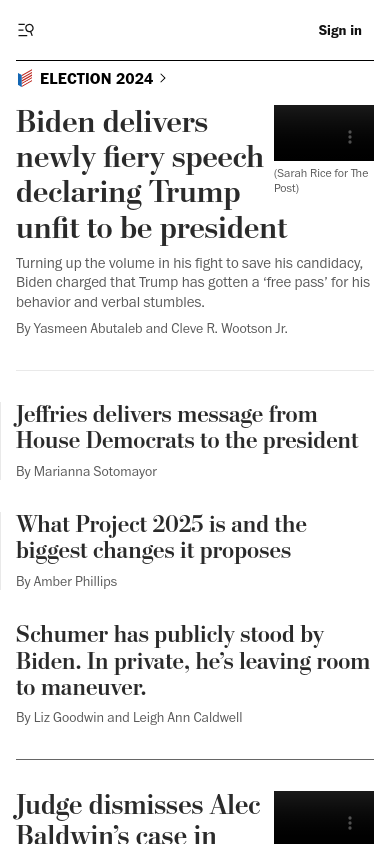 Sign in
ELECTION 2024
Biden delivers
newly fiery speech
declaring Trump
unfit to be president
(Sarah Rice for The
Post)
Turning up the volume in his fight to save his candidacy,
Biden charged that Trump has gotten a ‘free pass’ for his
behavior and verbal stumbles.
By Yasmeen Abutaleb and Cleve R. Wootson Jr.
Jeffries delivers message from
House Democrats to the president
By Marianna Sotomayor
What Project 2025 is and the
biggest changes it proposes
By Amber Phillips
Schumer has publicly stood by
Biden. In private, he’s leaving room
to maneuver.
By Liz Goodwin and Leigh Ann Caldwell
Judge dismisses Alec
Baldwin’s case in